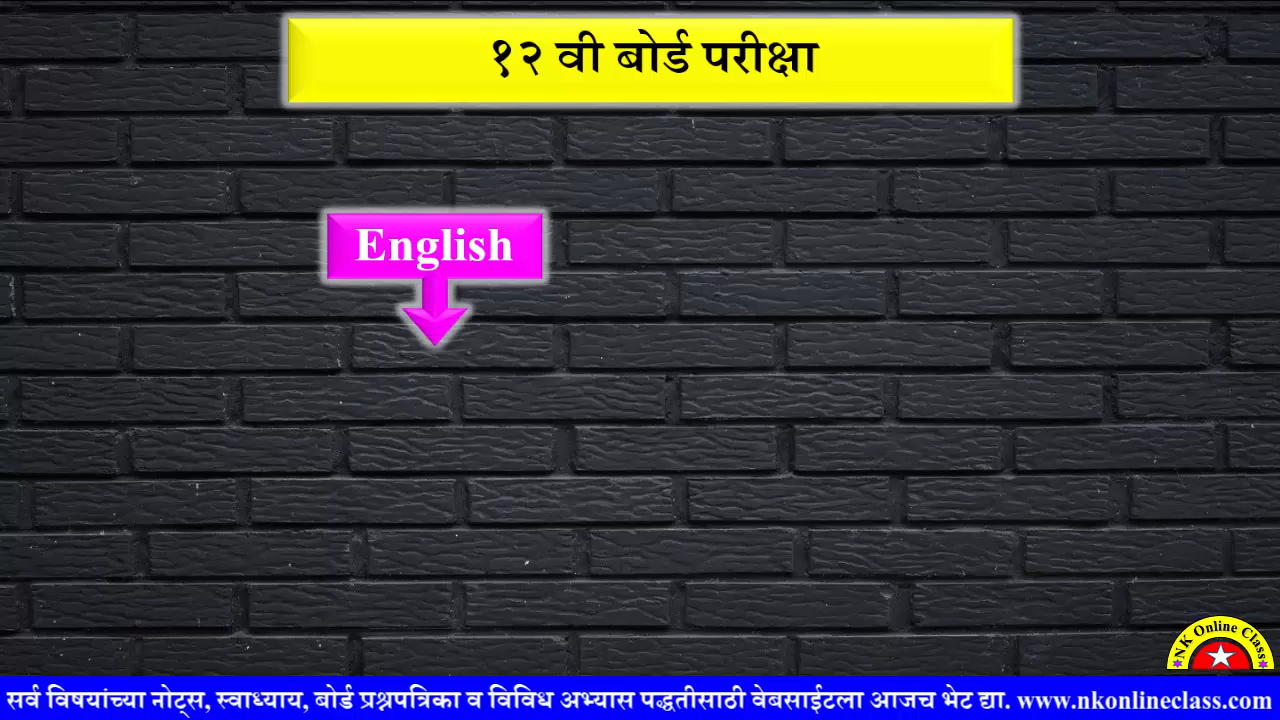 १२ वी बोर्ड परीक्षा
English
NK Online Class
सर्व विषयांच्या नोट्स, स्वाध्याय, बोर्ड प्रश्नपत्रिका व विविध अभ्यास पद्धतीसाठी वेबसाईटला आजच भेट द्या. www.nkonlineclass.com